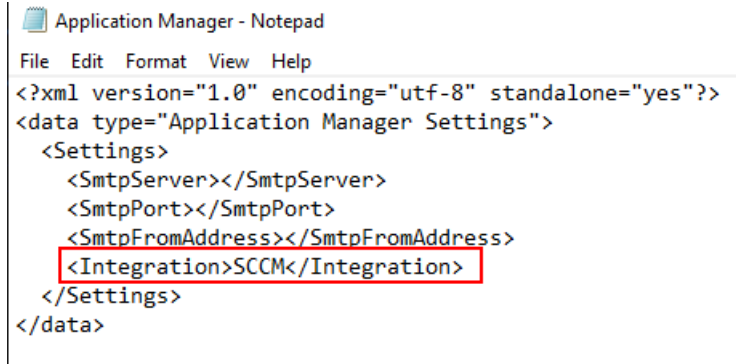 Application Manager - Notepad
File Edit Format View Help
<?xml version="1.0" encoding="utf-8" standalone="yes"?>
<data type="Application Manager Settings">
<Settings>
<SmtpServer></SmtpServer>
<SmtpPort></SmtpPort>
<SmtpFromAddress></SmtpFromAddress>
<Integration>SCCM</Integration>
</Settings>
</data>